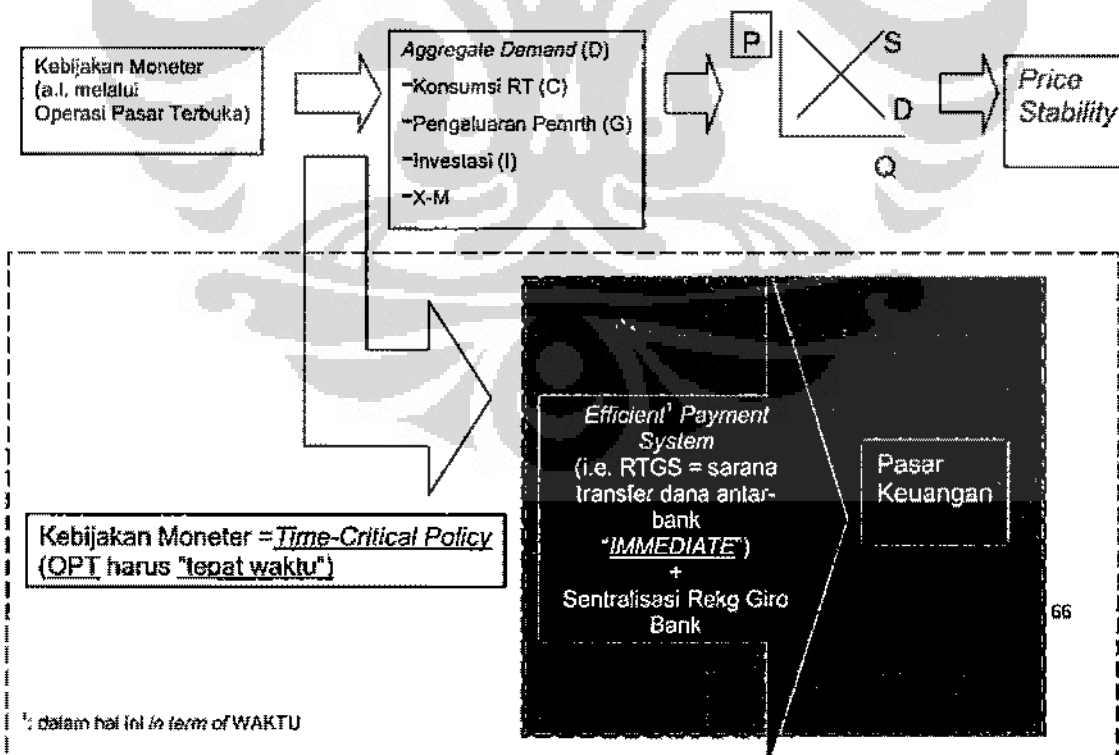 Kebijakan Moneter
(a.l. melalui
Operasi Pasar Terbuka)
Aggregate Demand (D)
-Konsumsi RT (C)
-Pengeluaran Pemrth (G)
-Investasi (I)
-X-M
P
S
D
Q
Price
Stability
Efficient¹ Payment
System
(i.e. RTGS = sarana
transfer dana antar-
bank
"IMMEDIATE")
+
Sentralisasi Rekg Giro
Bank
Pasar
Keuangan
Kebijakan Moneter = Time-Critical Policy
(OPT harus "tepat waktu")
66
¹: dalam hal ini in term of WAKTU